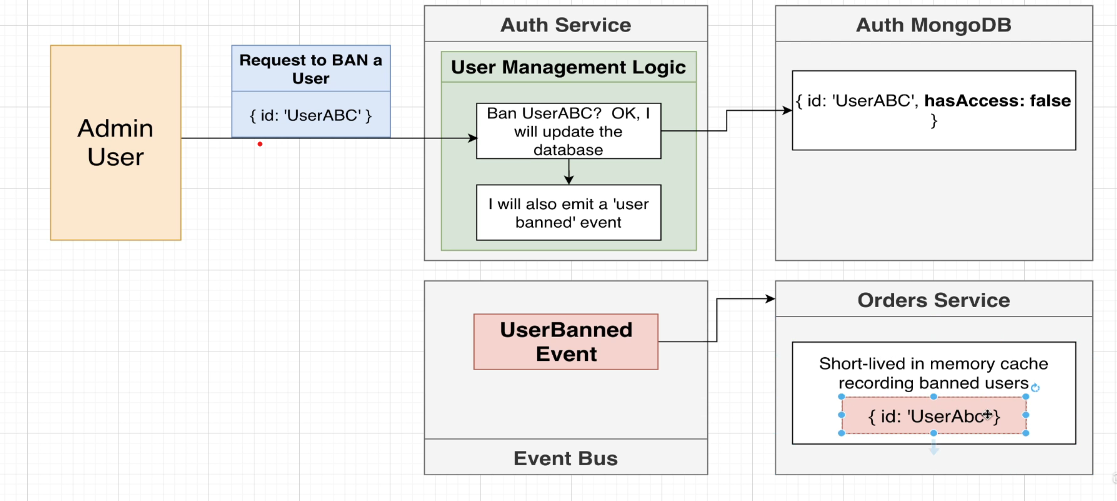 Admin
User
Request to BAN a
User
{ id: 'UserABC' }
Auth Service
User Management Logic
Ban UserABC?  OK, I
will update the
database
I will also emit a 'user
banned' event
Auth MongoDB
{ id: 'UserABC', hasAccess: false
}
UserBanned
Event
Event Bus
Orders Service
Short-lived in memory cache
recording banned users
{ id: 'UserAbc' }